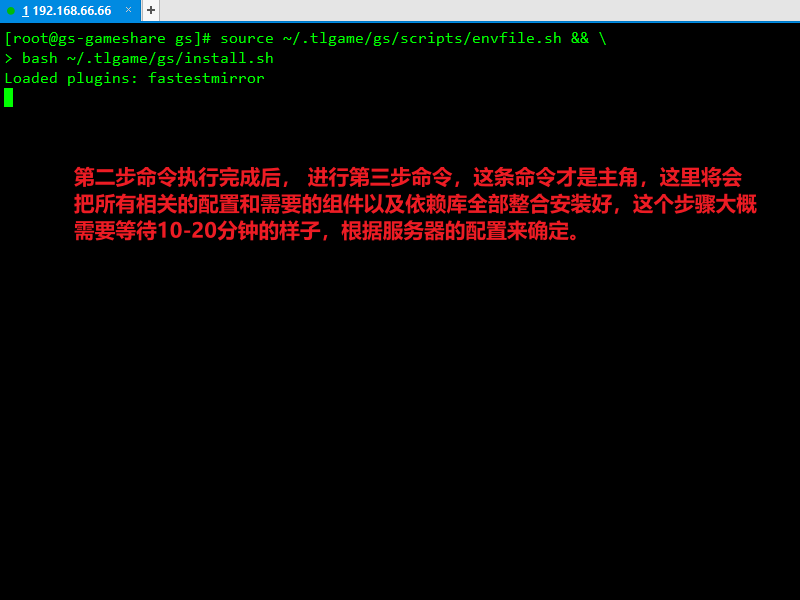 1 192.168.66.66 × +
[root@gs-gameshare gs]# source ~/.tlgame/gs/scripts/envfile.sh && \
> bash ~/.tlgame/gs/install.sh
Loaded plugins: fastestmirror
第二步命令执行完成后， 进行第三步命令，这条命令才是主角，这里将会
把所有相关的配置和需要的组件以及依赖库全部整合安装好，这个步骤大概
需要等待10-20分钟的样子，根据服务器的配置来确定。